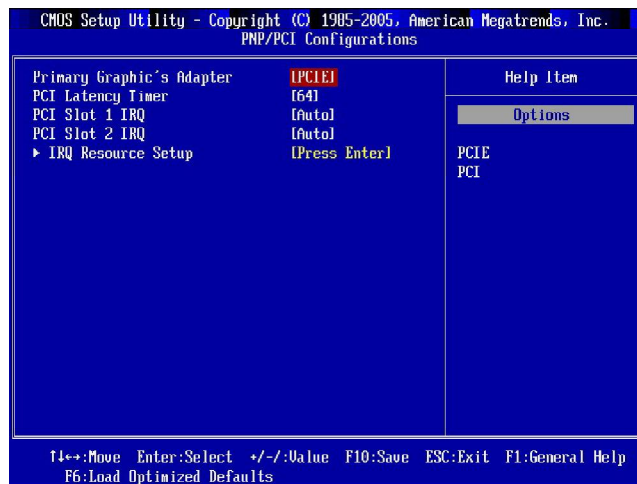 CMOS Setup Utility - Copyright (C) 1985-2005, American Megatrends, Inc.
PNP/PCI Configurations
Primary Graphic's Adapter [PCIE]
PCI Latency Timer [64]
PCI Slot 1 IRQ [Auto]
PCI Slot 2 IRQ [Auto]
▶ IRQ Resource Setup [Press Enter]
Help Item
Options
PCIE
PCI
↑↓←→:Move Enter:Select +/-/:Value F10:Save ESC:Exit F1:General Help
F6:Load Optimized Defaults